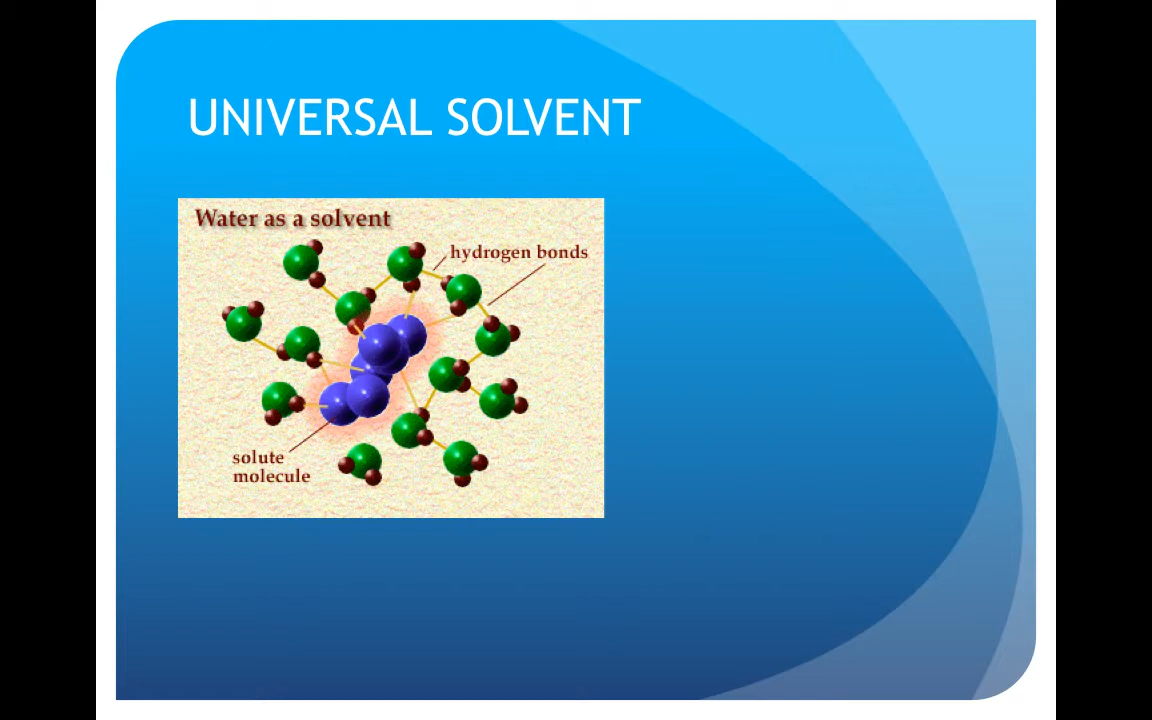 UNIVERSAL SOLVENT
Water as a solvent
hydrogen bonds
solute
molecule